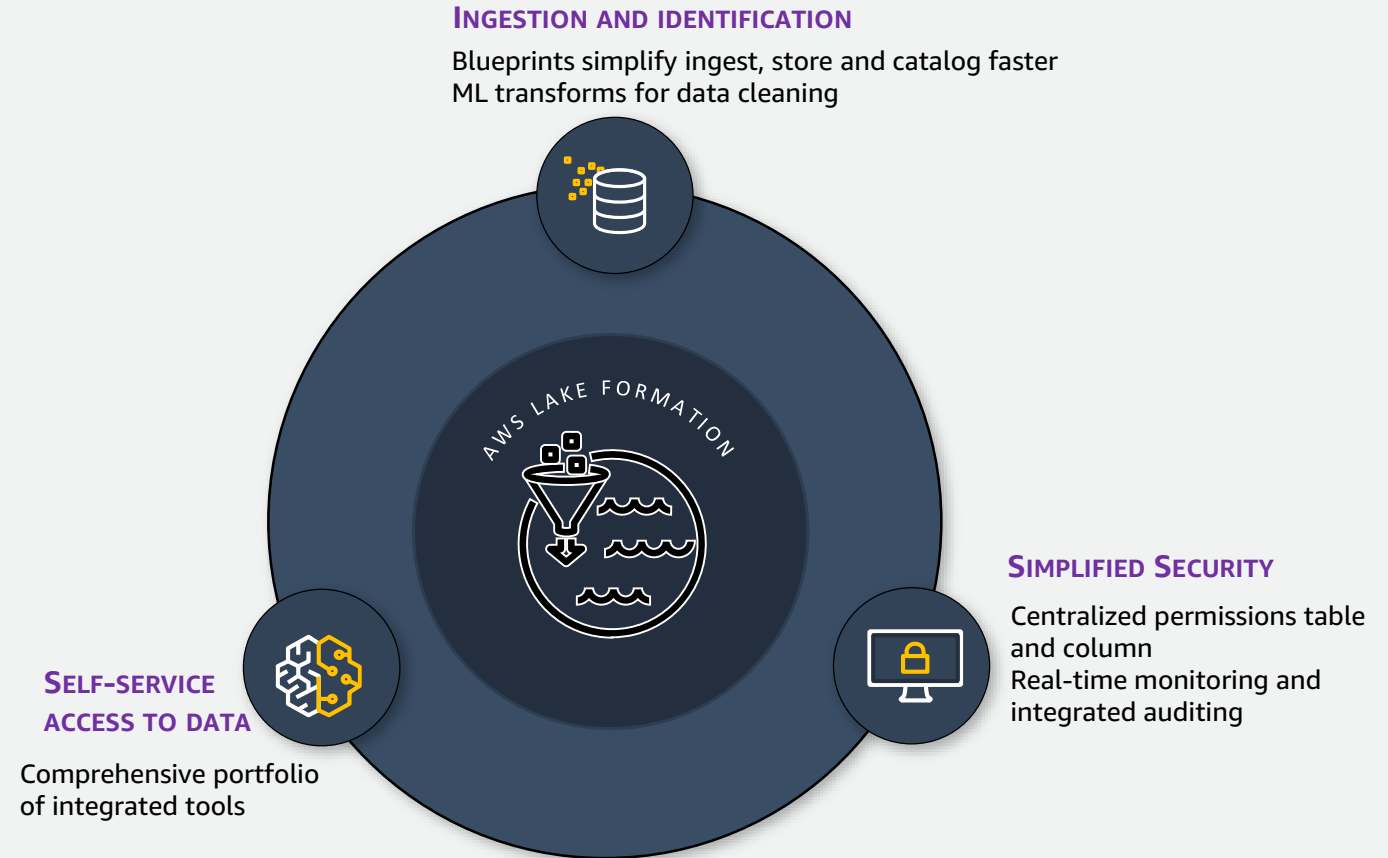 INGESTION AND IDENTIFICATION
Blueprints simplify ingest, store and catalog faster
ML transforms for data cleaning
AWS LAKE FORMATION
SIMPLIFIED SECURITY
Centralized permissions table
and column
Real-time monitoring and
integrated auditing
SELF-SERVICE
ACCESS TO DATA
Comprehensive portfolio
of integrated tools